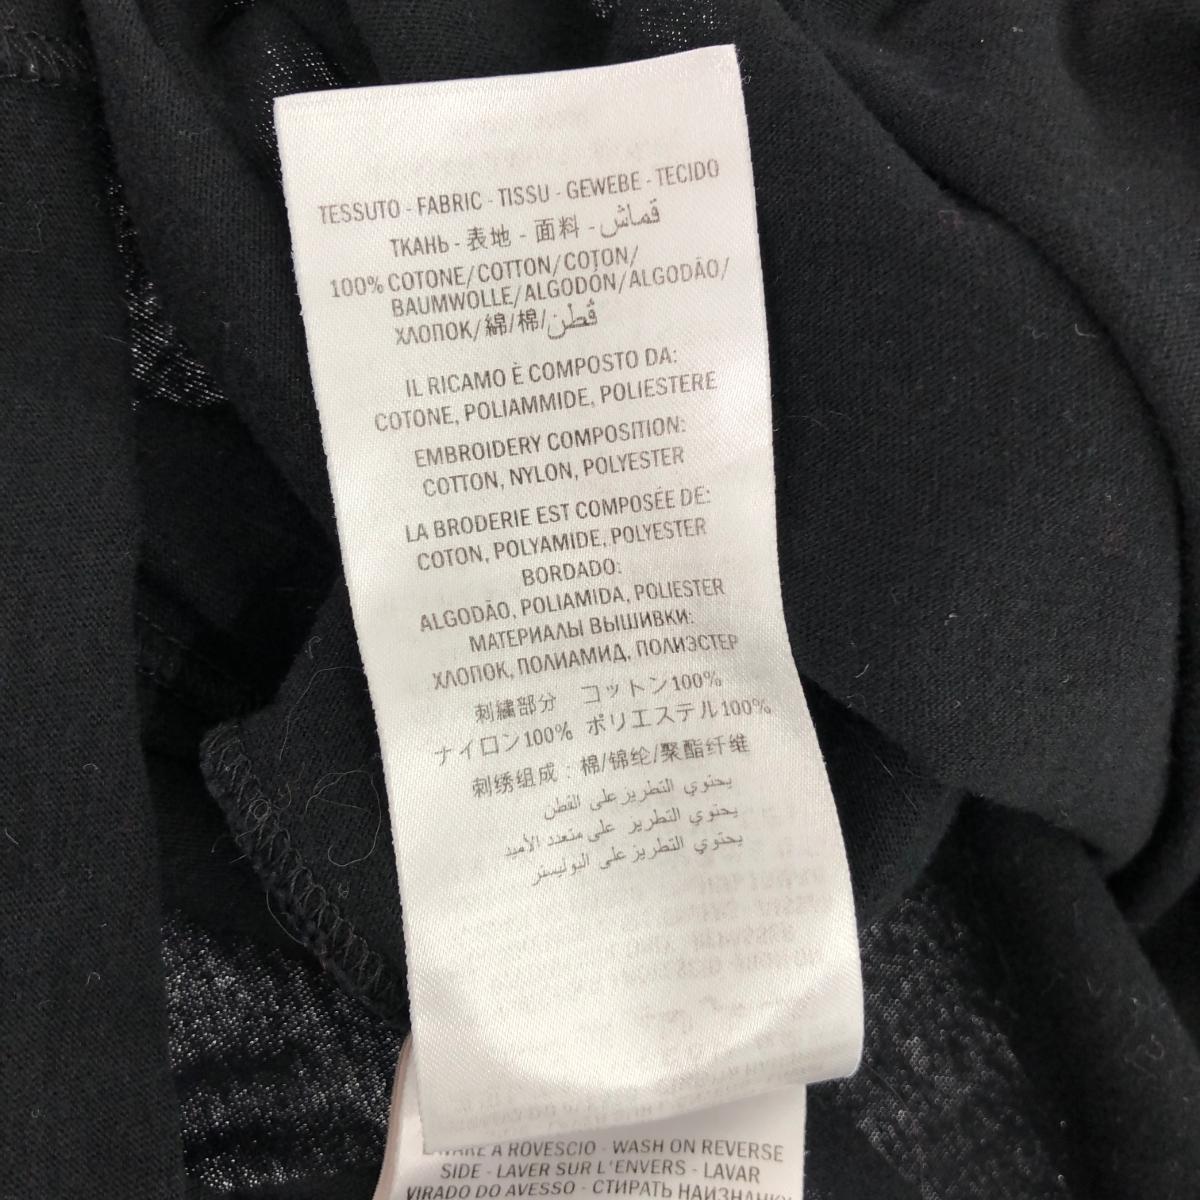 TESSUTO - FABRIC - TISSU - GEWEBE - TECIDO
ТКАНЬ - 表地 - 面料 - قماش
100% COTONE/COTTON/COTON/
BAUMWOLLE/ALGODÓN/ALGODÃO/
ХЛОПОК/綿/棉/قطن
IL RICAMO È COMPOSTO DA:
COTONE, POLIAMMIDE, POLIESTERE
EMBROIDERY COMPOSITION:
COTTON, NYLON, POLYESTER
LA BRODERIE EST COMPOSÉE DE:
COTON, POLYAMIDE, POLYESTER
BORDADO:
ALGODÃO, POLIAMIDA, POLIESTER
МАТЕРИАЛЫ ВЫШИВКИ:
ХЛОПОК, ПОЛИАМИД, ПОЛИЭСТЕР
刺繍部分 コットン100%
ナイロン100% ポリエステル100%
刺绣组成：棉/锦纶/聚酯纤维
يحتوي التطريز على القطن
يحتوي التطريز على متعدد الأميد
يحتوي التطريز على البوليستر
A ROVESCIO - WASH ON REVERSE
SIDE - LAVER SUR L'ENVERS - LAVAR
VIRADO DO AVESSO - СТИРАТЬ НАИЗНАНКУ